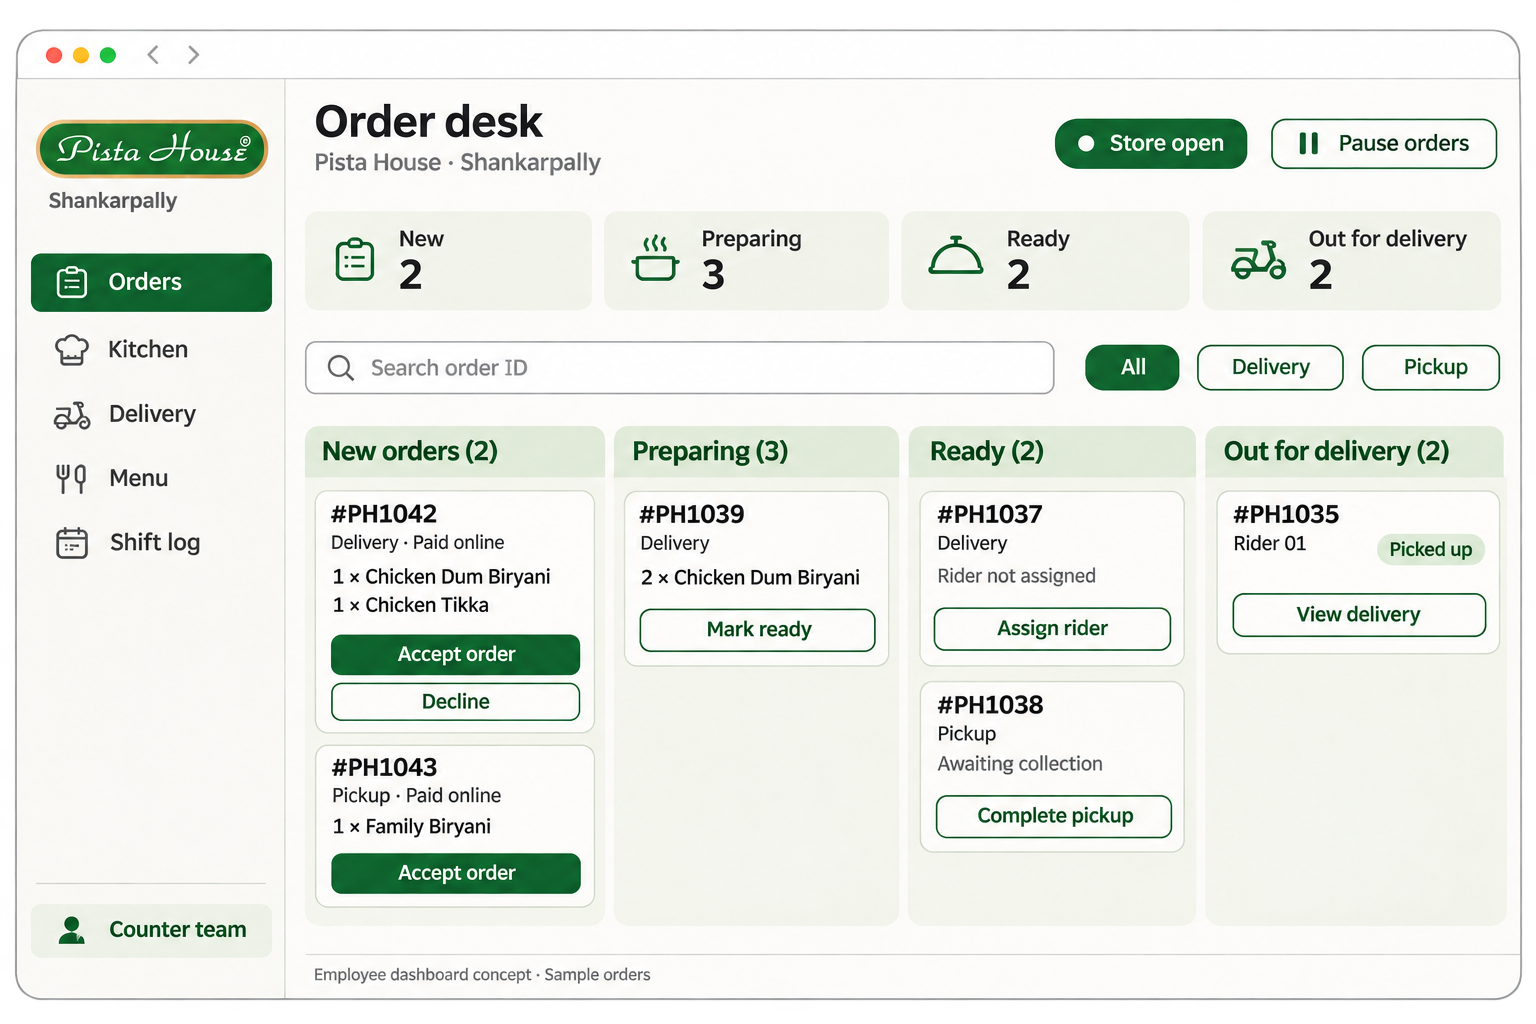 Pista House®
Shankarpally
Orders
Kitchen
Delivery
Menu
Shift log
Counter team
Order desk
Pista House · Shankarpally
Store open
Pause orders
New
2
Preparing
3
Ready
2
Out for delivery
2
Search order ID
All
Delivery
Pickup
New orders (2)
#PH1042
Delivery · Paid online
1 × Chicken Dum Biryani
1 × Chicken Tikka
Accept order
Decline
#PH1043
Pickup · Paid online
1 × Family Biryani
Accept order
Preparing (3)
#PH1039
Delivery
2 × Chicken Dum Biryani
Mark ready
Ready (2)
#PH1037
Delivery
Rider not assigned
Assign rider
#PH1038
Pickup
Awaiting collection
Complete pickup
Out for delivery (2)
#PH1035
Rider 01
Picked up
View delivery
Employee dashboard concept · Sample orders